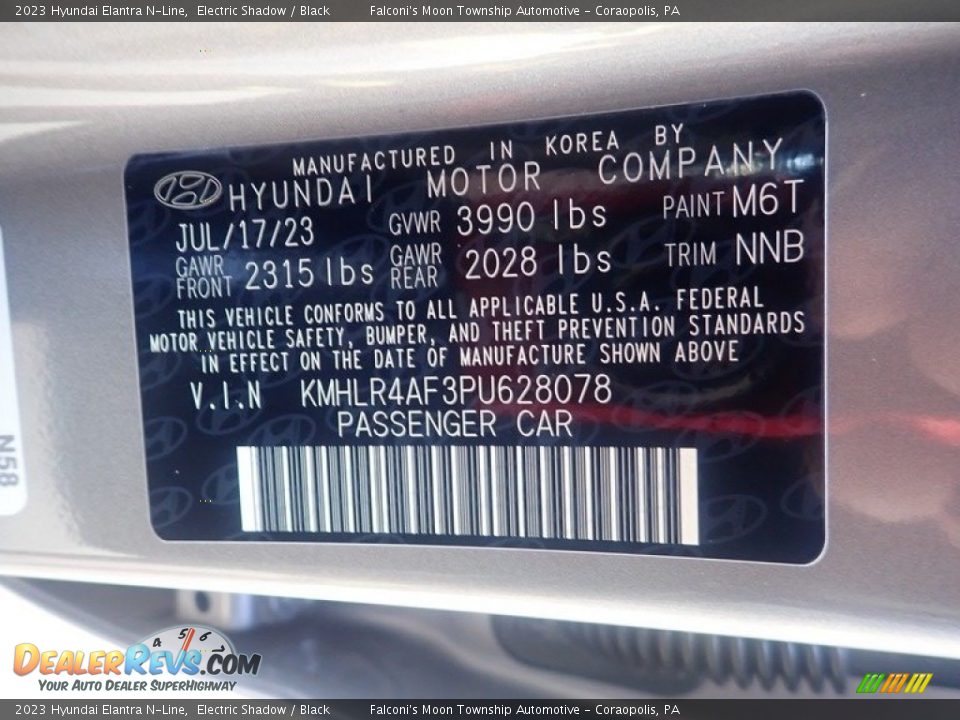 2023 Hyundai Elantra N-Line, Electric Shadow / Black Falconi's Moon Township Automotive - Coraopolis, PA
MANUFACTURED IN KOREA BY
HYUNDAI MOTOR COMPANY
JUL/17/23 GVWR 3990 lbs PAINT M6T
GAWR FRONT 2315 lbs GAWR REAR 2028 lbs TRIM NNB
THIS VEHICLE CONFORMS TO ALL APPLICABLE U.S.A. FEDERAL
MOTOR VEHICLE SAFETY, BUMPER, AND THEFT PREVENTION STANDARDS
IN EFFECT ON THE DATE OF MANUFACTURE SHOWN ABOVE
V.I.N KMHLR4AF3PU628078
PASSENGER CAR
N58
4 5 6
DealerRevs.com
Your Auto Dealer SuperHighway
2023 Hyundai Elantra N-Line, Electric Shadow / Black Falconi's Moon Township Automotive - Coraopolis, PA